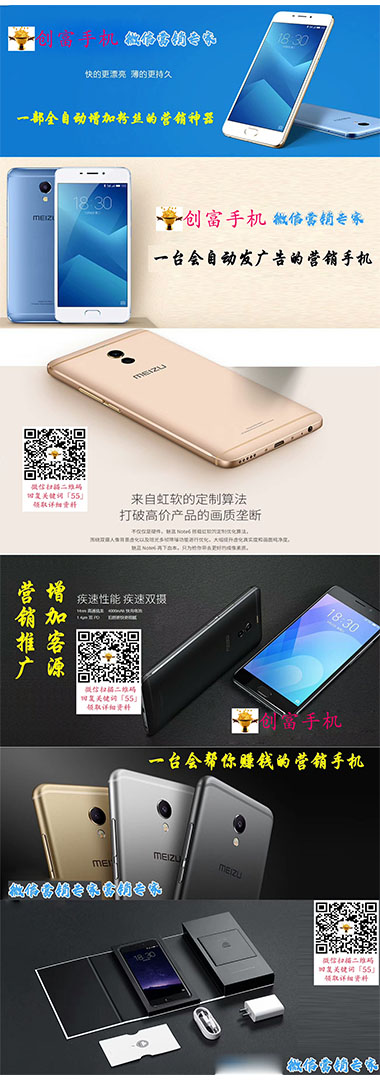 创富手机 微信营销专家
快的更漂亮 薄的更持久
一部全自动增加粉丝的营销神器
18:30
MEIZU
18:30
创富手机 微信营销专家
一台会自动发广告的营销手机
MEIZU
微信扫描二维码
回复关键词「55」
领取详细资料
来自虹软的定制算法
打破高价产品的画质垄断
营销推广
增加客源
疾速性能 疾速双摄
微信扫描二维码
回复关键词「55」
领取详细资料
18:30
创富手机
一台会帮你赚钱的营销手机
MEIZU
MEIZU
MEIZU
微信营销专家营销专家
微信扫描二维码
回复关键词「55」
领取详细资料
18:30
微信营销专家